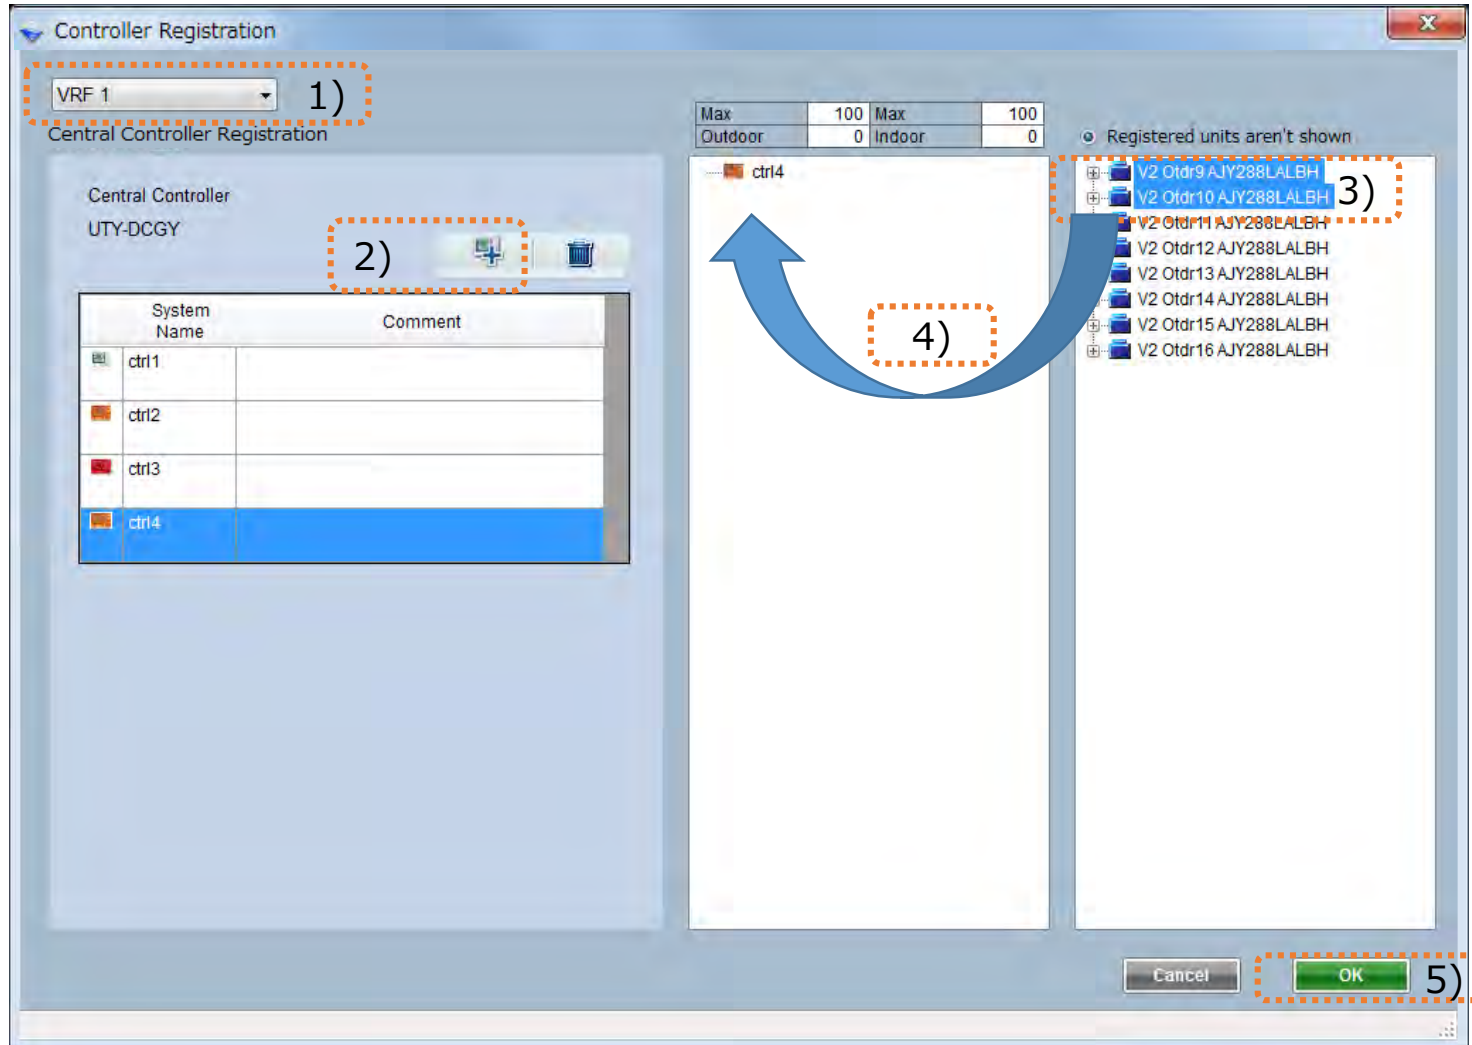 Controller Registration
VRF 1
1)
Central Controller Registration
Central Controller
UTY-DCGY
2)
System Name Comment
ctrl1
ctrl2
ctrl3
ctrl4
Max 100 Max 100
Outdoor 0 Indoor 0
ctrl4
4)
Registered units aren't shown
V2 Otdr9 AJY288LALBH
V2 Otdr10 AJY288LALBH
3)
V2 Otdr11 AJY288LALBH
V2 Otdr12 AJY288LALBH
V2 Otdr13 AJY288LALBH
V2 Otdr14 AJY288LALBH
V2 Otdr15 AJY288LALBH
V2 Otdr16 AJY288LALBH
Cancel OK 5)